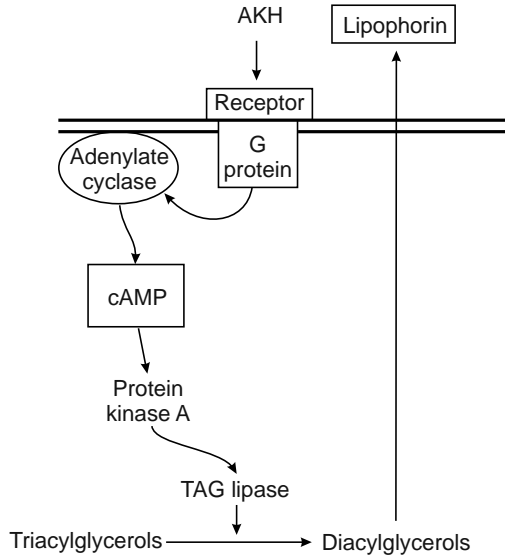 AKH
Lipophorin
Receptor
G
protein
Adenylate
cyclase
cAMP
Protein
kinase A
TAG lipase
Triacylglycerols
Diacylglycerols